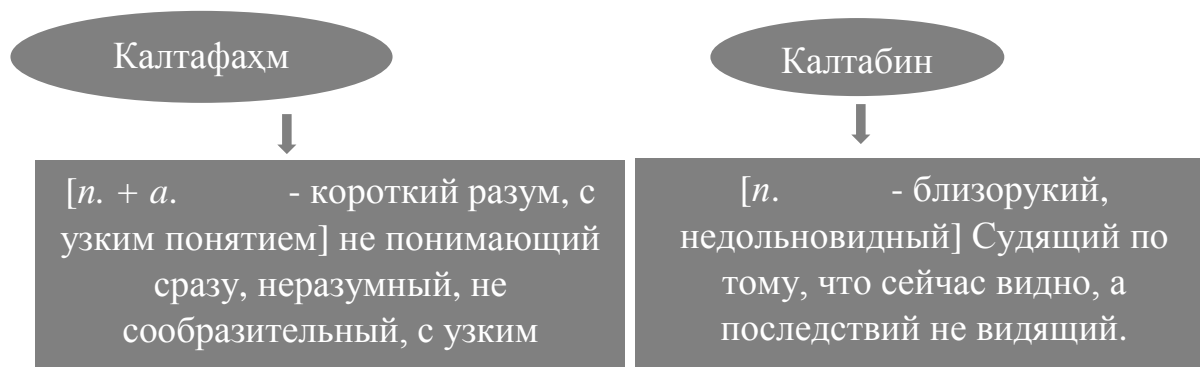 Калтафаҳм
[n. + a. - короткий разум, с
узким понятием] не понимающий
сразу, неразумный, не
сообразительный, с узким
Калтабин
[n. - близорукий,
недольновидный] Судящий по
тому, что сейчас видно, а
последствий не видящий.